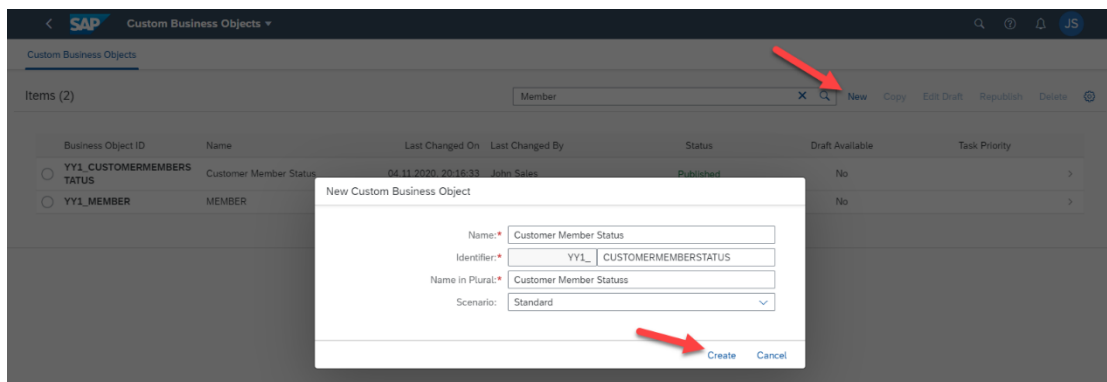 SAP Custom Business Objects JS
Custom Business Objects
Items (2) Member New Copy Edit Draft Republish Delete
Business Object ID Name Last Changed On Last Changed By Status Draft Available Task Priority
YY1_CUSTOMERMEMBERS
TATUS Customer Member Status 04.11.2020, 20:16:33 John Sales Published No
YY1_MEMBER MEMBER No
New Custom Business Object
Name:* Customer Member Status
Identifier:* YY1_ CUSTOMERMEMBERSTATUS
Name in Plural:* Customer Member Statuss
Scenario: Standard
Create Cancel